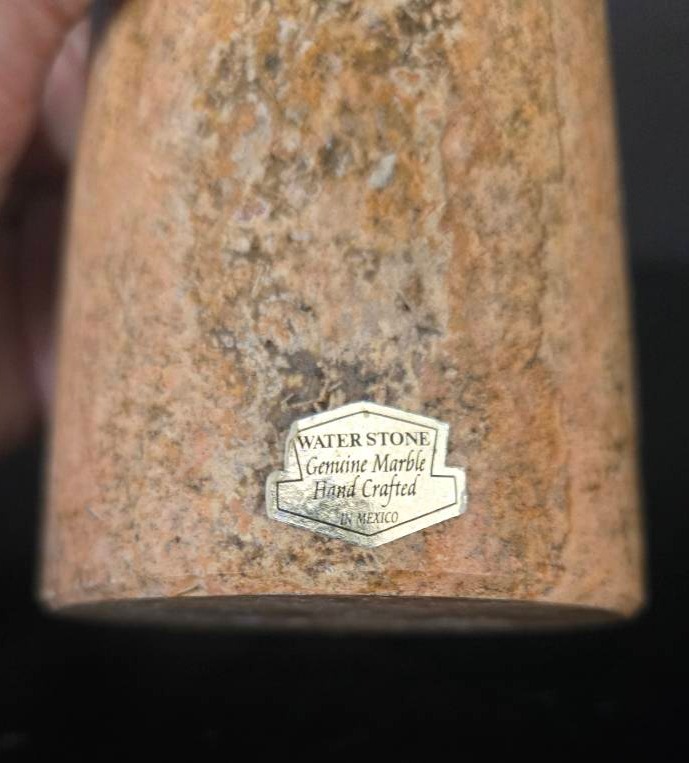 WATER STONE
Genuine Marble
Hand Crafted
IN MEXICO